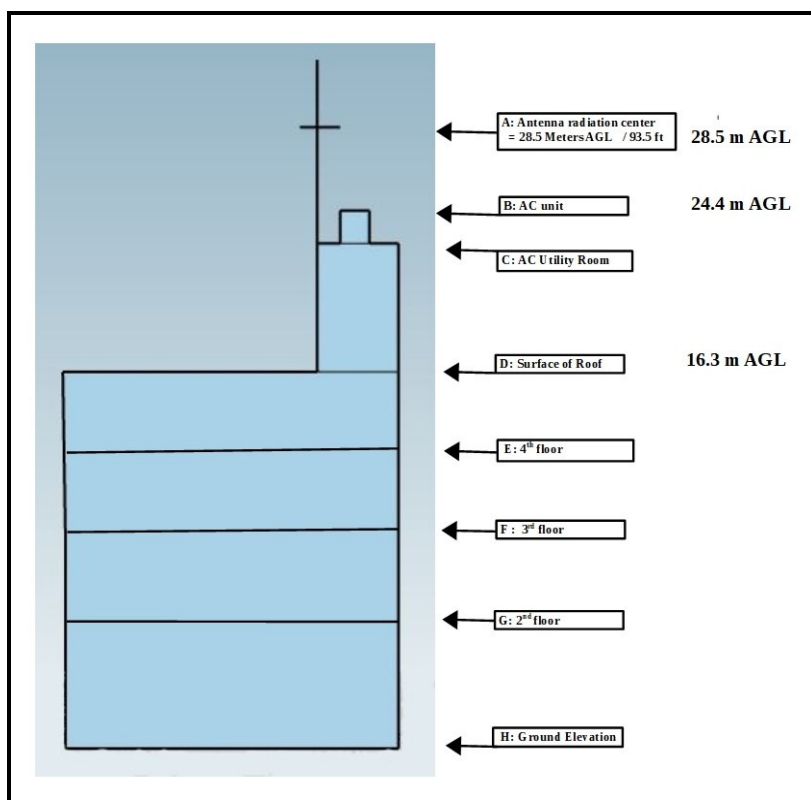 A: Antenna radiation center
= 28.5 Meters AGL / 93.5 ft
28.5 m AGL
B: AC unit
24.4 m AGL
C: AC Utility Room
D: Surface of Roof
16.3 m AGL
E: 4th floor
F : 3rd floor
G: 2nd floor
H: Ground Elevation